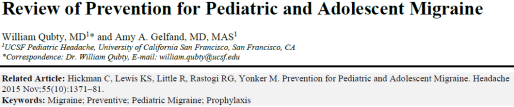 Review of Prevention for Pediatric and Adolescent Migraine
William Qubty, MD¹* and Amy A. Gelfand, MD, MAS¹
¹UCSF Pediatric Headache, University of California San Francisco, San Francisco, CA
*Correspondence: Dr. William Qubty, E-mail: william.qubty@ucsf.edu
Related Article: Hickman C, Lewis KS, Little R, Rastogi RG, Yonker M. Prevention for Pediatric and Adolescent Migraine. Headache
2015 Nov;55(10):1371–81.
Keywords: Migraine; Preventive; Pediatric Migraine; Prophylaxis